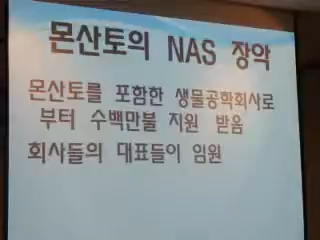 몬산토의 NAS 장악
몬산토를 포함한 생물공학회사로
부터 수백만불 지원 받음
회사들의 대표들이 임원